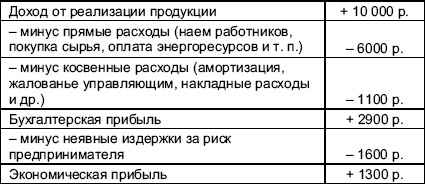 Доход от реализации продукции + 10 000 р.
– минус прямые расходы (наем работников,
покупка сырья, оплата энергоресурсов и т. п.) – 6000 р.
– минус косвенные расходы (амортизация,
жалованье управляющим, накладные расходы
и др.) – 1100 р.
Бухгалтерская прибыль + 2900 р.
– минус неявные издержки за риск
предпринимателя – 1600 р.
Экономическая прибыль + 1300 р.